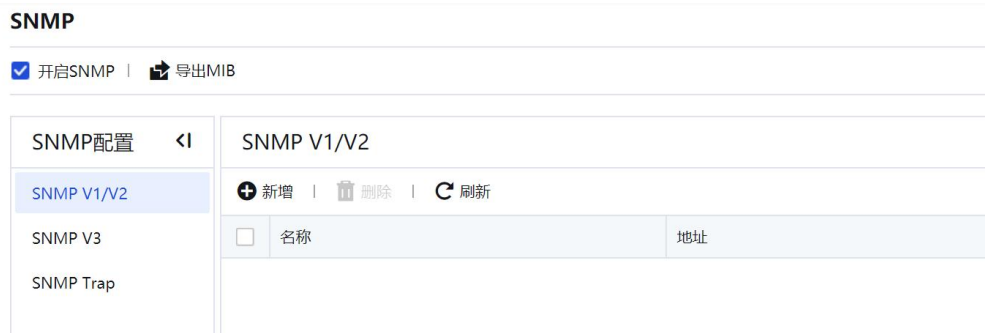 SNMP
开启SNMP 导出MIB
SNMP配置
SNMP V1/V2
SNMP V3
SNMP Trap
SNMP V1/V2
新增 删除 刷新
名称 地址